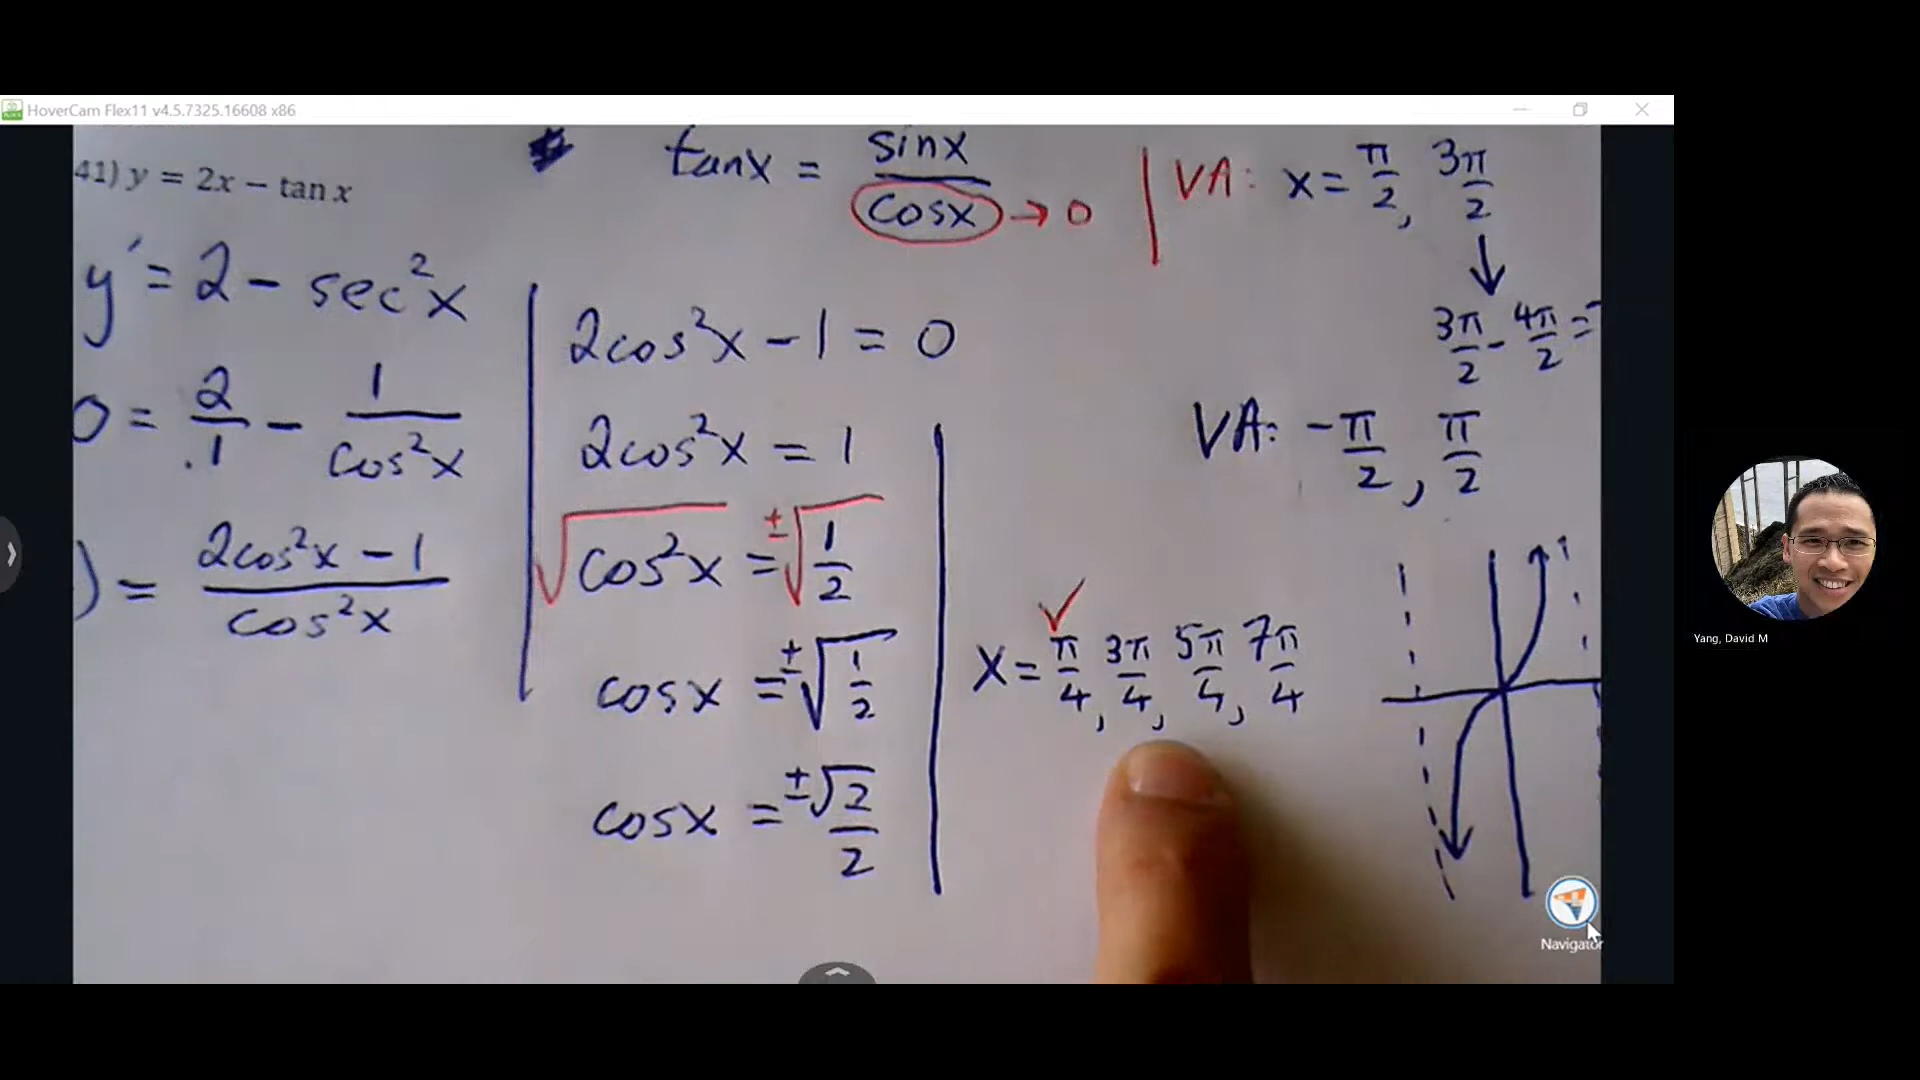 HoverCam Flex11 v4.5.7325.16608 x86
41) y = 2x − tan x
tanx = sinx/cosx → 0
VA: x = π/2, 3π/2
y' = 2 - sec²x
3π/2 - 4π/2 =
0 = 2/1 - 1/cos²x
= (2cos²x - 1)/cos²x
2cos²x - 1 = 0
2cos²x = 1
√cos²x = ±√1/2
cosx = ±√1/2
cosx = ±√2/2
VA: -π/2, π/2
x = π/4, 3π/4, 5π/4, 7π/4
Navigator
Yang, David M